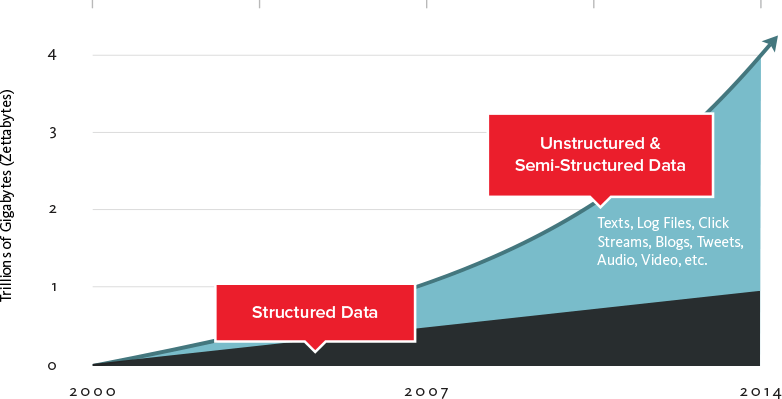 Trillions of Gigabytes (Zettabytes)
4
3
2
1
0
Unstructured &
Semi-Structured Data
Texts, Log Files, Click
Streams, Blogs, Tweets,
Audio, Video, etc.
Structured Data
2000
2007
2014